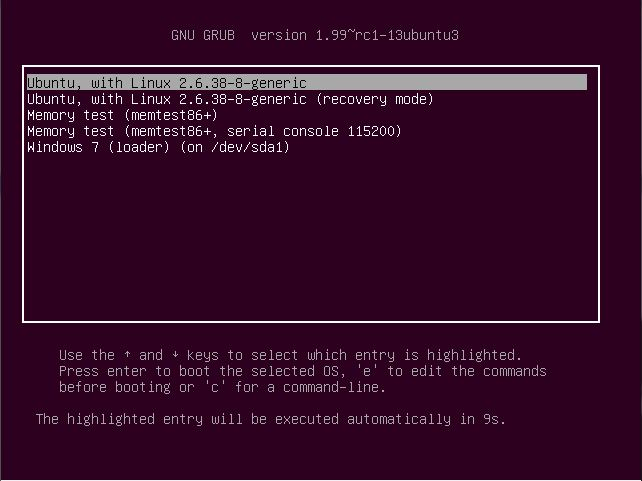 GNU GRUB  version 1.99~rc1-13ubuntu3
Ubuntu, with Linux 2.6.38-8-generic
Ubuntu, with Linux 2.6.38-8-generic (recovery mode)
Memory test (memtest86+)
Memory test (memtest86+, serial console 115200)
Windows 7 (loader) (on /dev/sda1)
Use the ↑ and ↓ keys to select which entry is highlighted.
Press enter to boot the selected OS, 'e' to edit the commands
before booting or 'c' for a command-line.
The highlighted entry will be executed automatically in 9s.